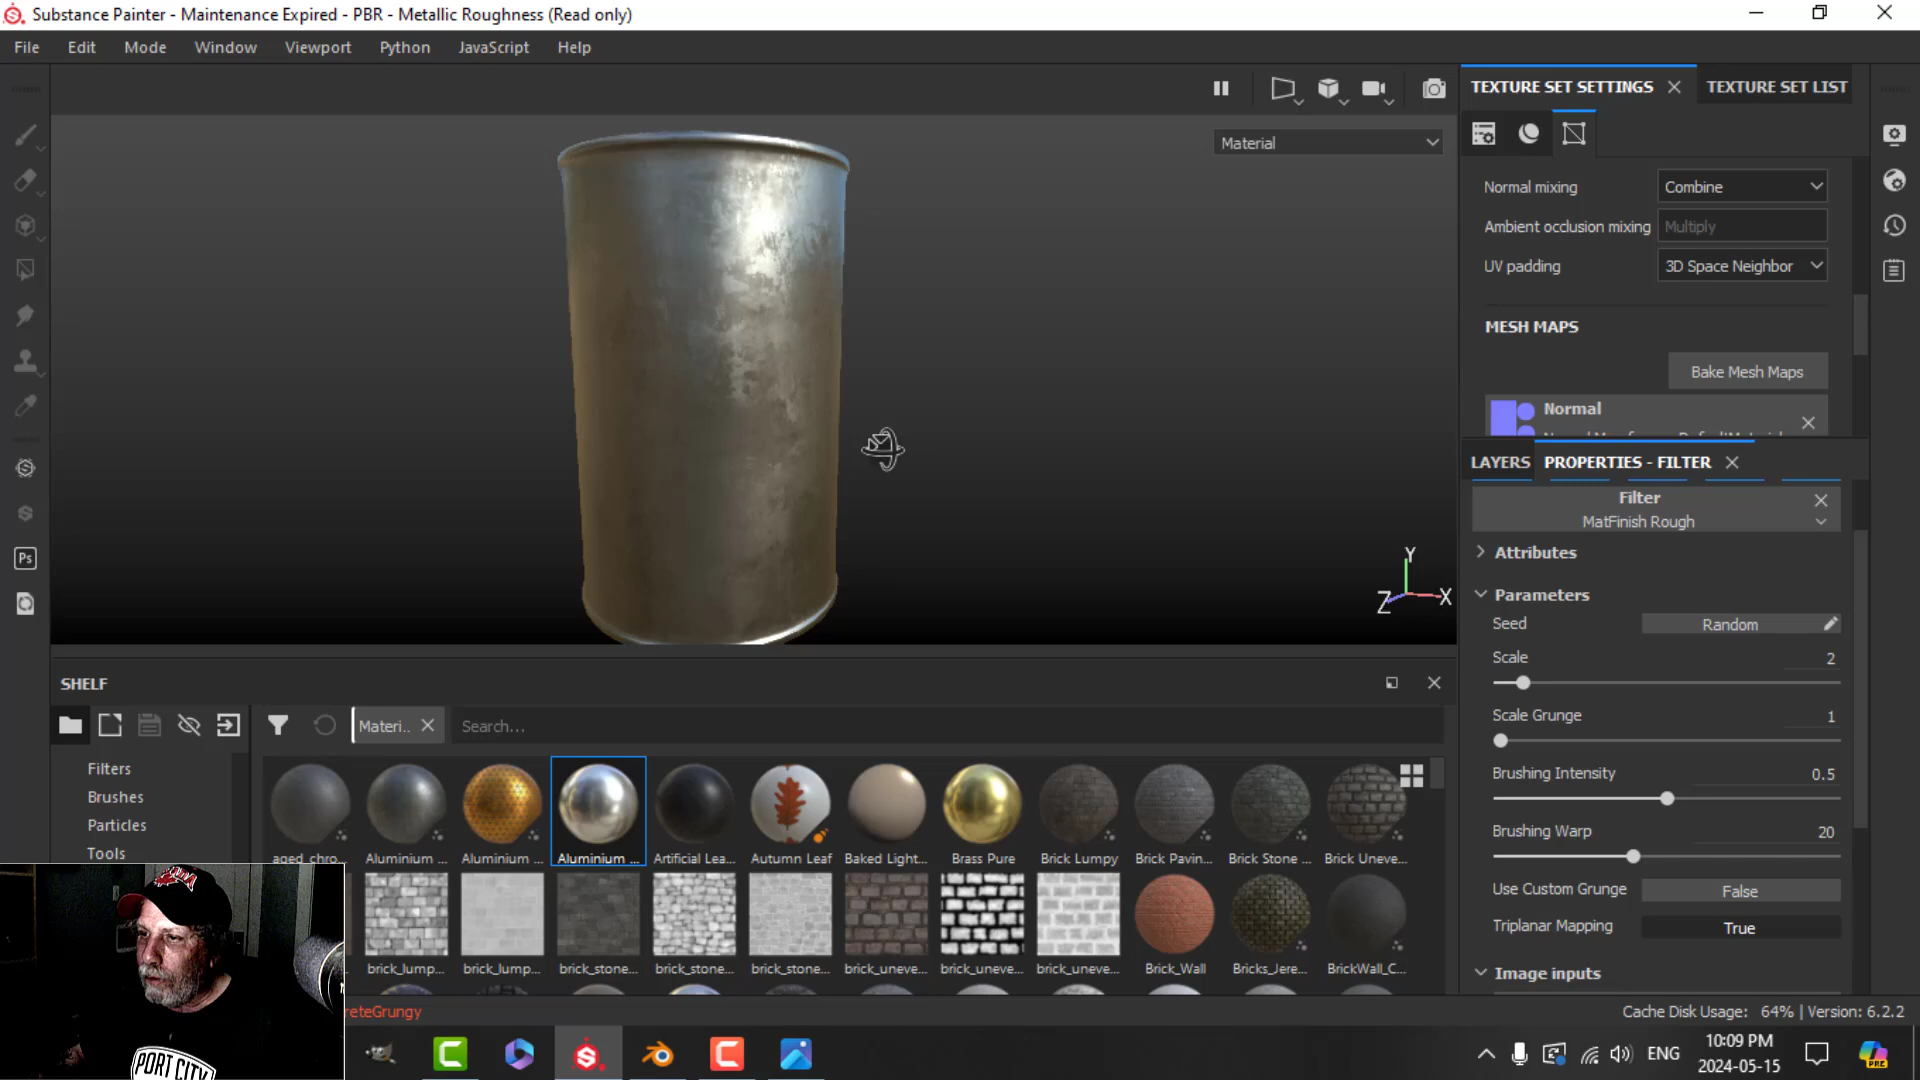 Substance Painter - Maintenance Expired - PBR - Metallic Roughness (Read only)
File Edit Mode Window Viewport Python JavaScript Help
Material
TEXTURE SET SETTINGS TEXTURE SET LIST
Normal mixing Combine
Ambient occlusion mixing Multiply
UV padding 3D Space Neighbor
MESH MAPS
Bake Mesh Maps
Normal
LAYERS PROPERTIES - FILTER
Filter
MatFinish Rough
Attributes
Parameters
Seed Random
Scale 2
Scale Grunge 1
Brushing Intensity 0.5
Brushing Warp 20
Use Custom Grunge False
Triplanar Mapping True
Image inputs
Y
Z X
Ps
SHELF
Materi.. Search...
Filters
Brushes
Particles
Tools
aged_chro... Aluminium ... Aluminium ... Aluminium ... Artificial Lea... Autumn Leaf Baked Light... Brass Pure Brick Lumpy Brick Pavin... Brick Stone ... Brick Uneve...
brick_lump... brick_lump... brick_stone... brick_stone... brick_stone... brick_uneve... brick_uneve... brick_uneve... Brick_Wall Bricks_Jere... BrickWall_C...
PORT CITY
reteGrungy
Cache Disk Usage: 64% | Version: 6.2.2
ENG
10:09 PM
2024-05-15
PRE